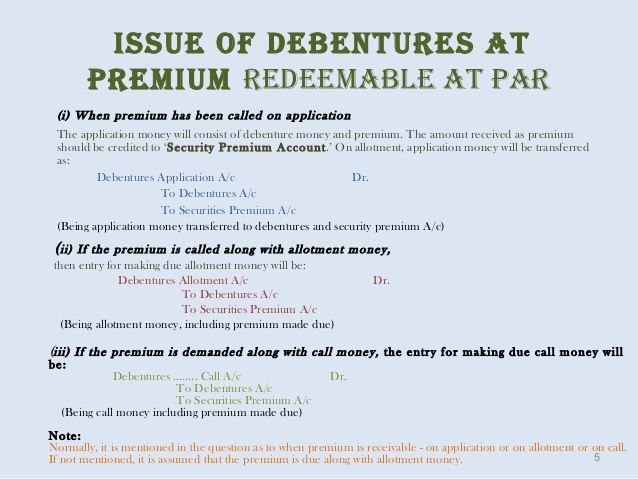 ISSUE OF DEBENTURES AT
PREMIUM REDEEMABLE AT PAR
(i) When premium has been called on application
The application money will consist of debenture money and premium. The amount received as premium
should be credited to ‘Security Premium Account.’ On allotment, application money will be transferred
as:
Debentures Application A/c Dr.
To Debentures A/c
To Securities Premium A/c
(Being application money transferred to debentures and security premium A/c)
(ii) If the premium is called along with allotment money,
then entry for making due allotment money will be:
Debentures Allotment A/c Dr.
To Debentures A/c
To Securities Premium A/c
(Being allotment money, including premium made due)
(iii) If the premium is demanded along with call money, the entry for making due call money will
be:
Debentures ........ Call A/c Dr.
To Debentures A/c
To Securities Premium A/c
(Being call money including premium made due)
Note:
Normally, it is mentioned in the question as to when premium is receivable - on application or on allotment or on call.
If not mentioned, it is assumed that the premium is due along with allotment money.
5